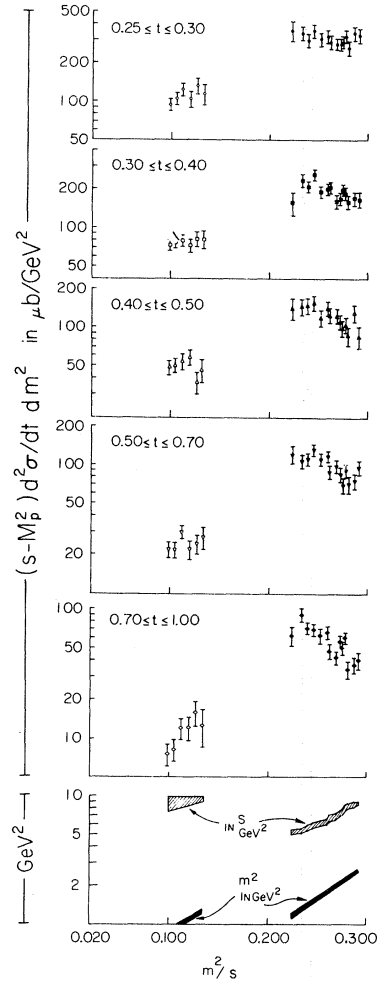 (s-M²ₚ) d²σ/dt dm² in μb/GeV²
500
0.25 ≤ t ≤ 0.30
100
50
0.30 ≤ t ≤ 0.40
200
100
50
200
0.40 ≤ t ≤ 0.50
100
50
200
0.50 ≤ t ≤ 0.70
100
50
20
100
0.70 ≤ t ≤ 1.00
50
20
10
GeV²
10
5
2
S
IN GeV²
m²
IN GeV²
0.020 0.100 0.200 0.300
m²/s